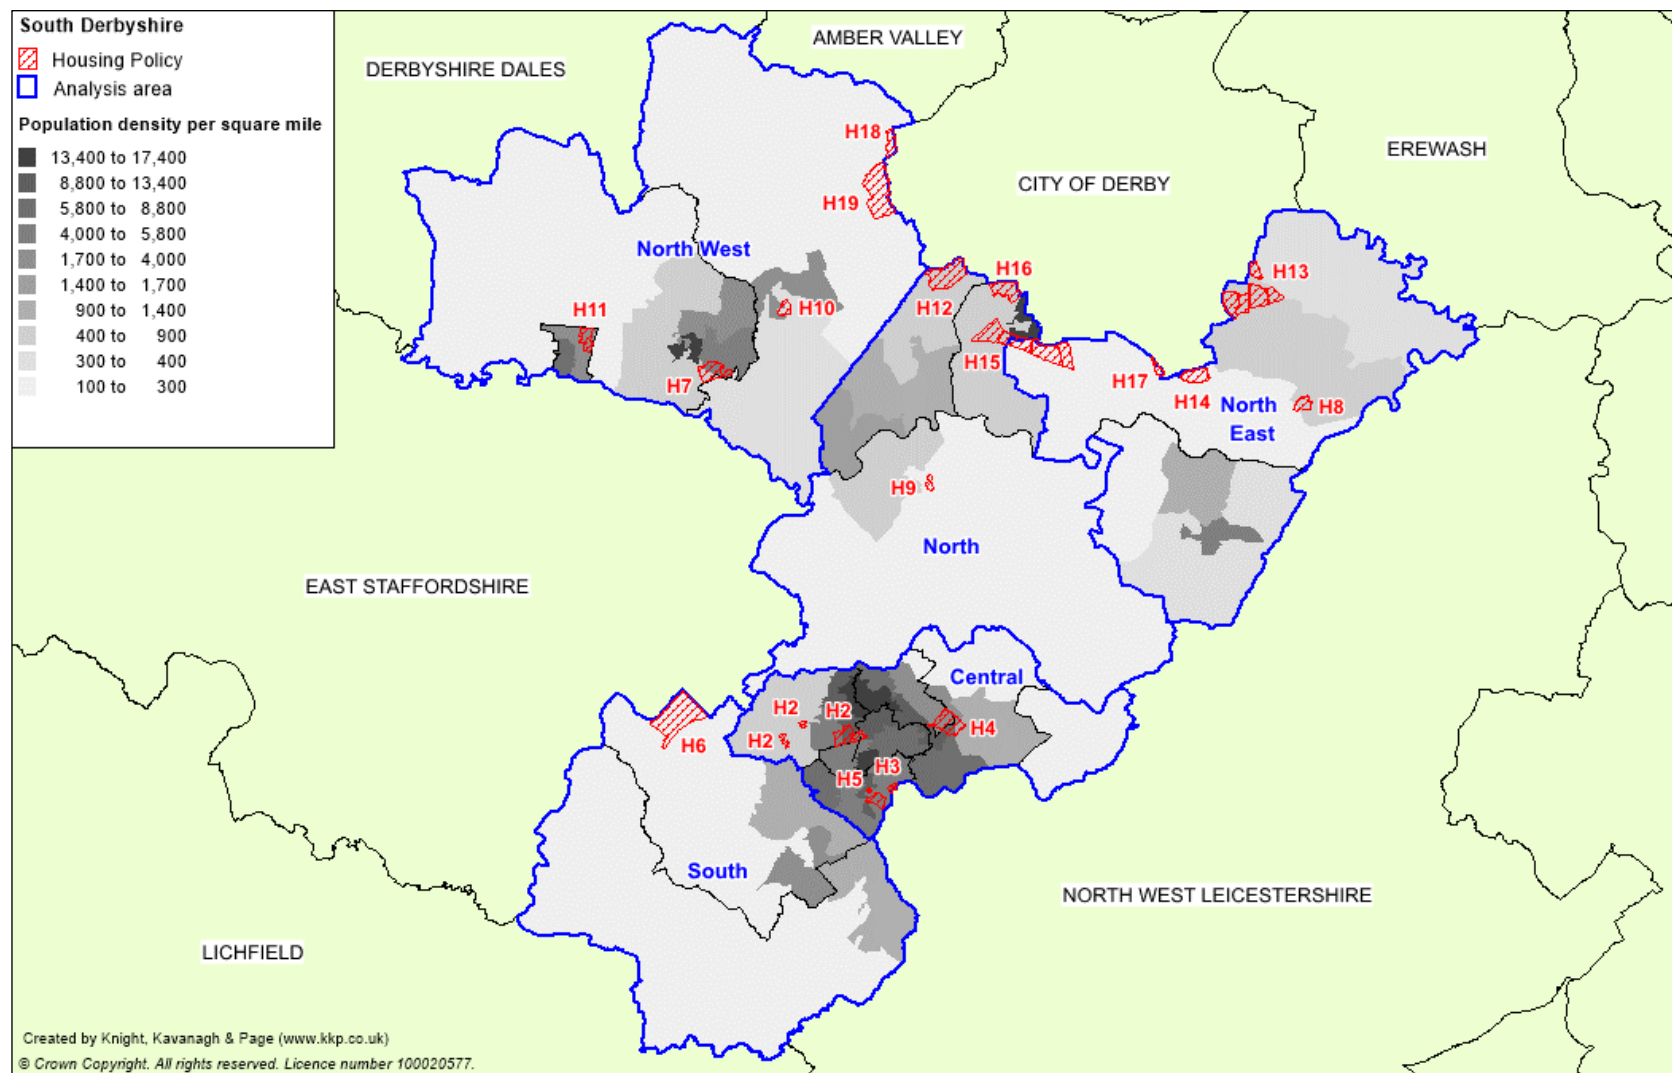 South Derbyshire
Housing Policy
Analysis area
Population density per square mile
13,400 to 17,400
8,800 to 13,400
5,800 to 8,800
4,000 to 5,800
1,700 to 4,000
1,400 to 1,700
900 to 1,400
400 to 900
300 to 400
100 to 300
AMBER VALLEY
DERBYSHIRE DALES
H18
EREWASH
CITY OF DERBY
H19
North West
H16
H13
H11
H10
H12
H15
H7
H17
H14
North
East
H8
H9
North
EAST STAFFORDSHIRE
Central
H2
H2
H2
H6
H4
H3
H5
South
NORTH WEST LEICESTERSHIRE
LICHFIELD
Created by Knight, Kavanagh & Page (www.kkp.co.uk)
© Crown Copyright. All rights reserved. Licence number 100020577.